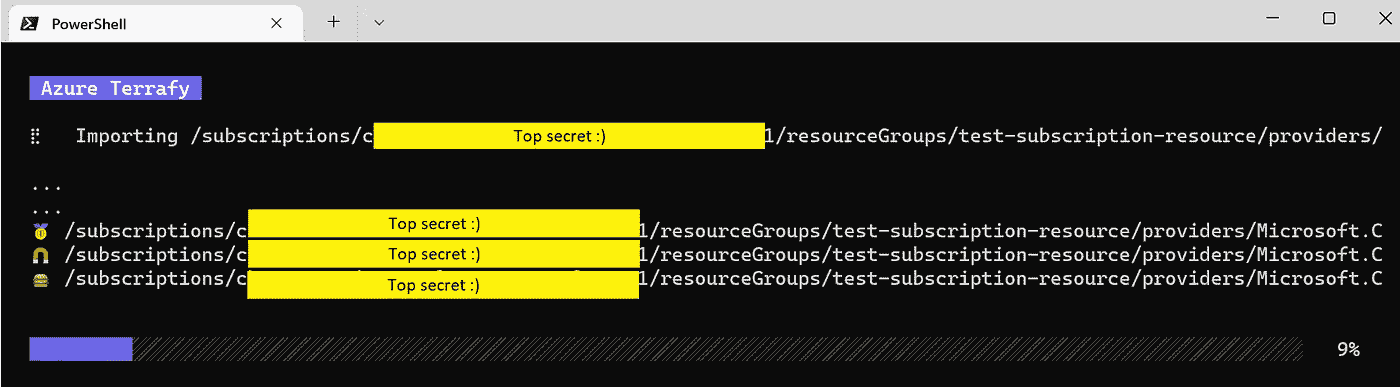 PowerShell
Azure Terrafy
Importing /subscriptions/c Top secret :) 1/resourceGroups/test-subscription-resource/providers/
...
...
/subscriptions/c Top secret :) 1/resourceGroups/test-subscription-resource/providers/Microsoft.C
/subscriptions/c Top secret :) 1/resourceGroups/test-subscription-resource/providers/Microsoft.C
/subscriptions/c Top secret :) 1/resourceGroups/test-subscription-resource/providers/Microsoft.C
9%